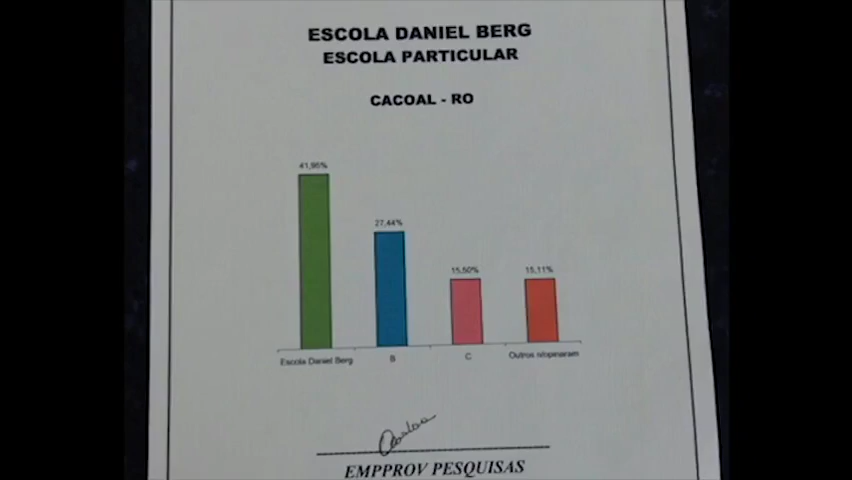 ESCOLA DANIEL BERG
ESCOLA PARTICULAR
CACOAL - RO
41,95%
27,44%
15,50%
15,11%
Escola Daniel Berg
B
C
Outros n/opinaram
EMPPROV PESQUISAS